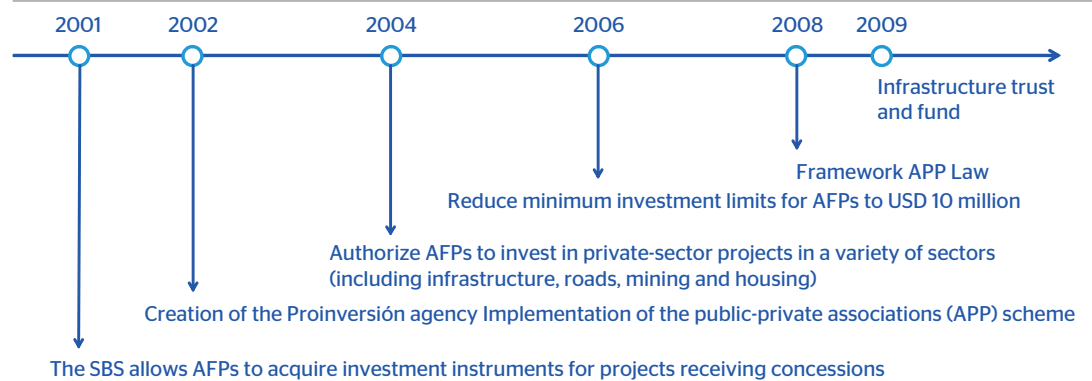 2001 2002 2004 2006 2008 2009
Infrastructure trust
and fund
Framework APP Law
Reduce minimum investment limits for AFPs to USD 10 million
Authorize AFPs to invest in private-sector projects in a variety of sectors
(including infrastructure, roads, mining and housing)
Creation of the Proinversión agency Implementation of the public-private associations (APP) scheme
The SBS allows AFPs to acquire investment instruments for projects receiving concessions